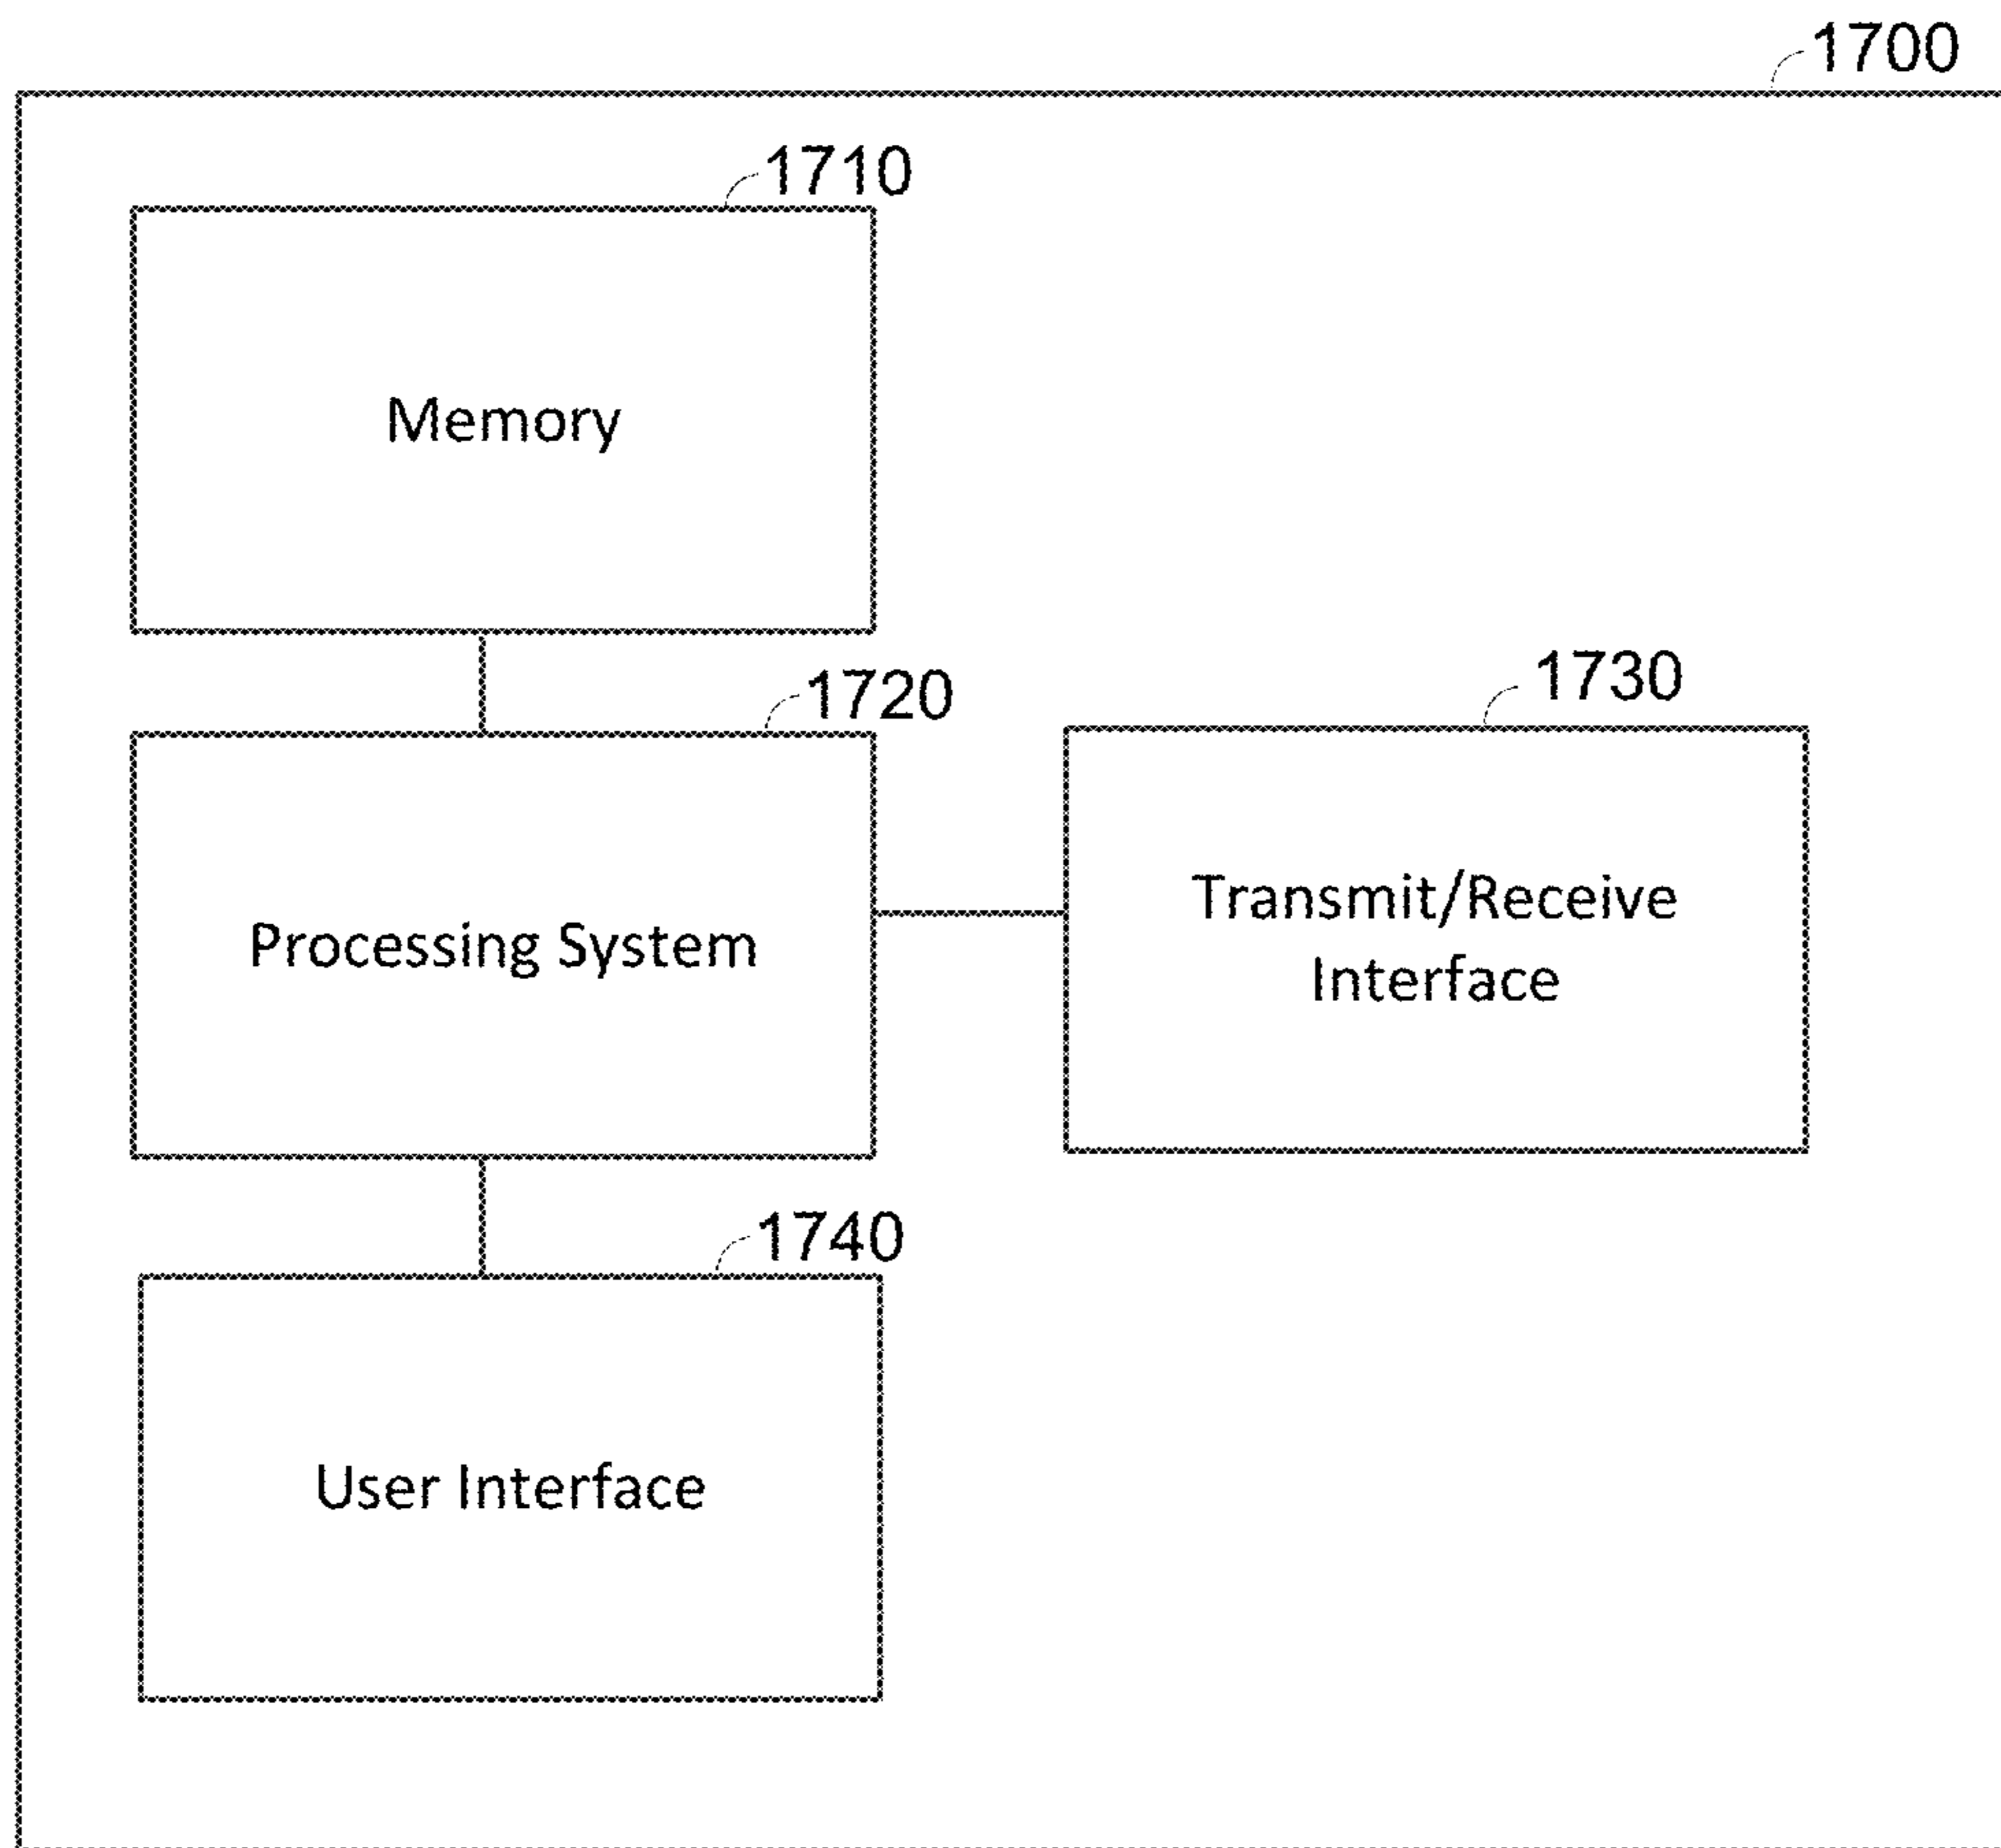 1700
1710
Memory
1720
Processing System
1730
Transmit/Receive
Interface
1740
User Interface